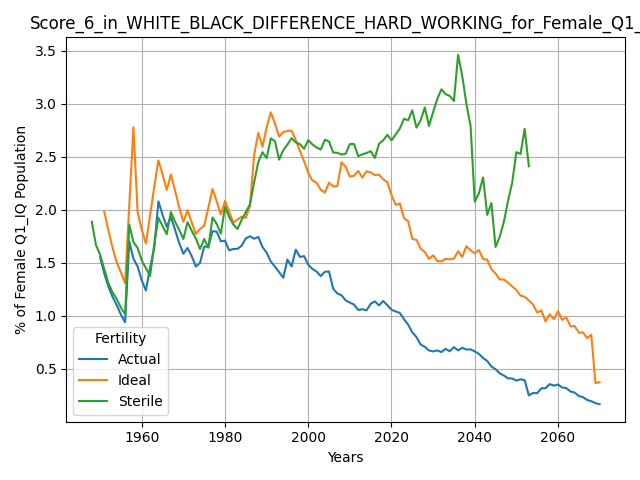 Score_6_in_WHITE_BLACK_DIFFERENCE_HARD_WORKING_for_Female_Q1_
3.5
3.0
2.5
2.0
1.5
1.0
0.5
% of Female Q1_IQ Population
Fertility
Actual
Ideal
Sterile
1960
1980
2000
2020
2040
2060
Years